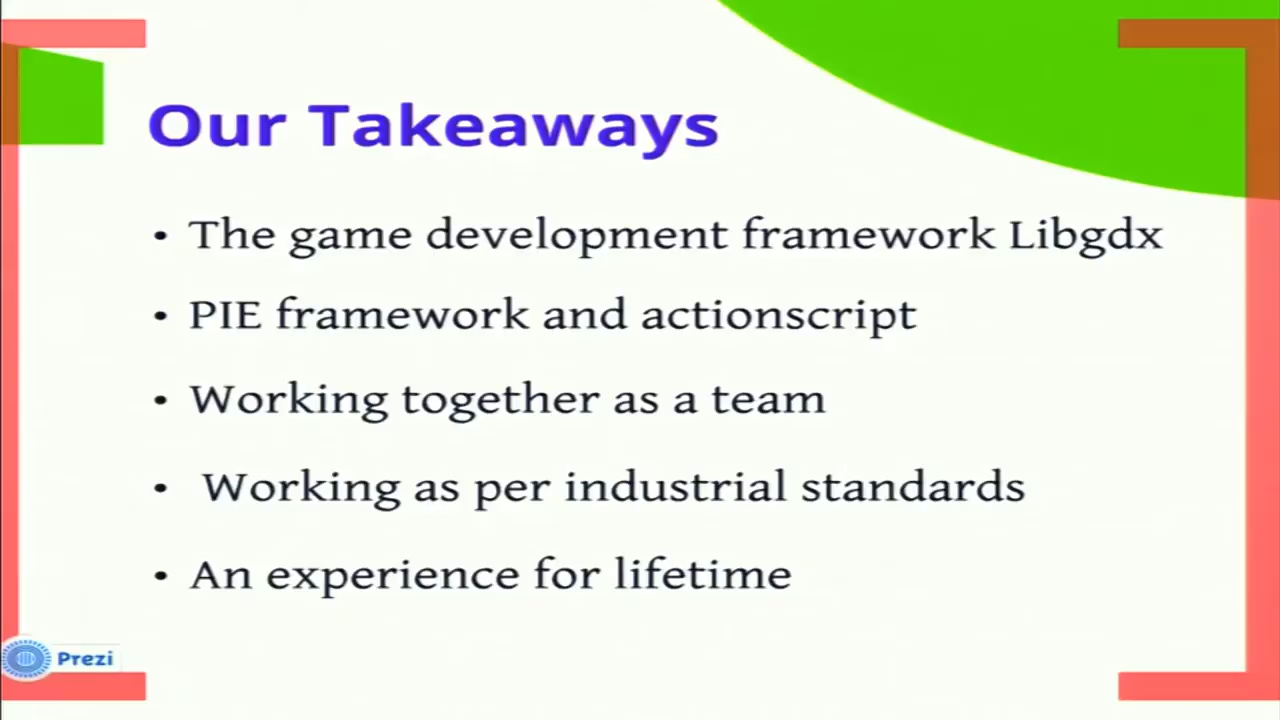 Our Takeaways
• The game development framework Libgdx
• PIE framework and actionscript
• Working together as a team
• Working as per industrial standards
• An experience for lifetime
Prezi